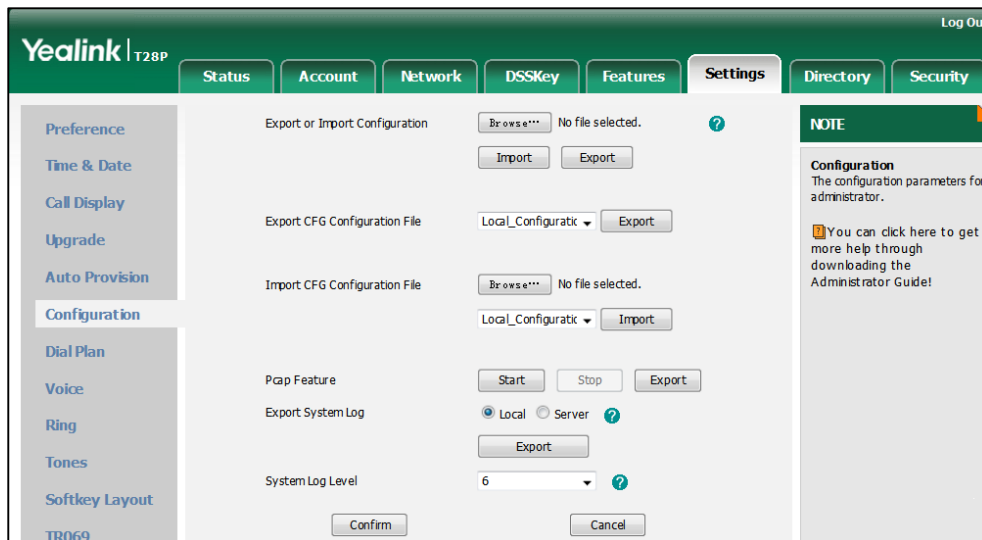 Log Ou
Yealink T28P
Status Account Network DSSKey Features Settings Directory Security
Preference
Time & Date
Call Display
Upgrade
Auto Provision
Configuration
Dial Plan
Voice
Ring
Tones
Softkey Layout
TR069
Export or Import Configuration Browse... No file selected. ?
Import Export
Export CFG Configuration File Local_Configuratic Export
Import CFG Configuration File Browse... No file selected.
Local_Configuratic Import
Pcap Feature Start Stop Export
Export System Log Local Server ?
Export
System Log Level 6 ?
Confirm Cancel
NOTE
Configuration
The configuration parameters for
administrator.
? You can click here to get
more help through
downloading the
Administrator Guide!